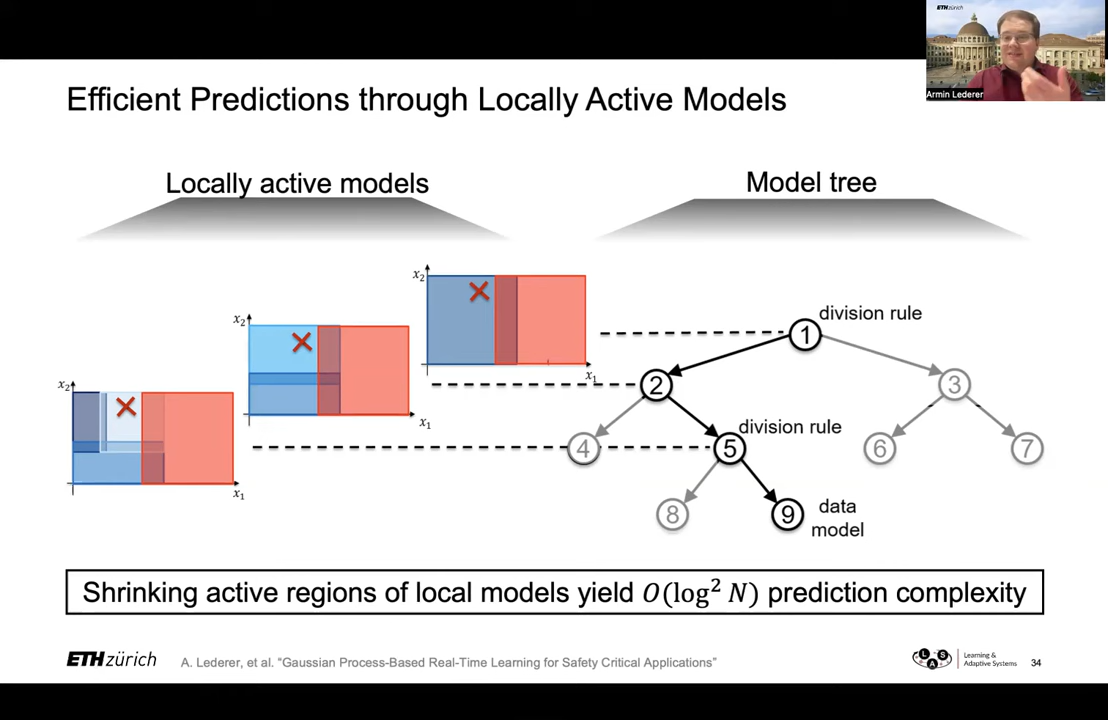 ETHzürich
Armin Lederer
Efficient Predictions through Locally Active Models
Locally active models
Model tree
x₂
x₁
x₂
x₁
x₂
x₁
division rule
1
2
3
division rule
4
5
6
7
8
9
data
model
Shrinking active regions of local models yield O(log² N) prediction complexity
ETHzürich
A. Lederer, et al. "Gaussian Process-Based Real-Time Learning for Safety Critical Applications"
L A S
Learning &
Adaptive Systems
34